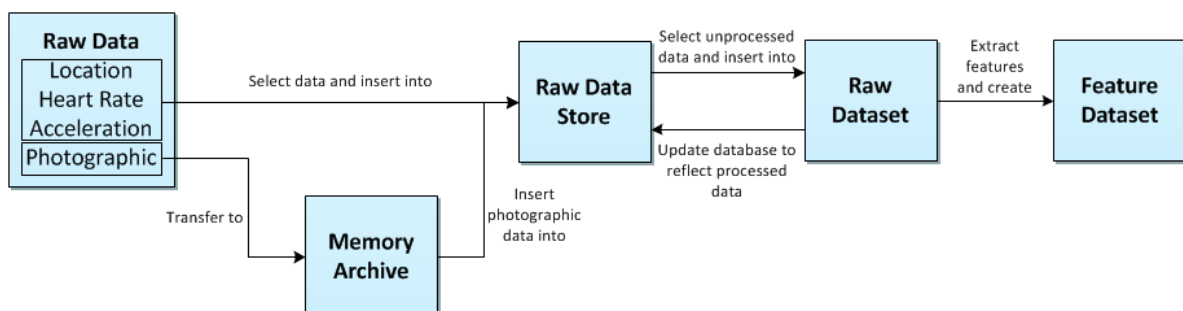 Raw Data
Location
Heart Rate
Acceleration
Photographic
Select data and insert into
Transfer to
Memory
Archive
Insert
photographic
data into
Raw Data
Store
Select unprocessed
data and insert into
Update database to
reflect processed
data
Raw
Dataset
Extract
features
and create
Feature
Dataset